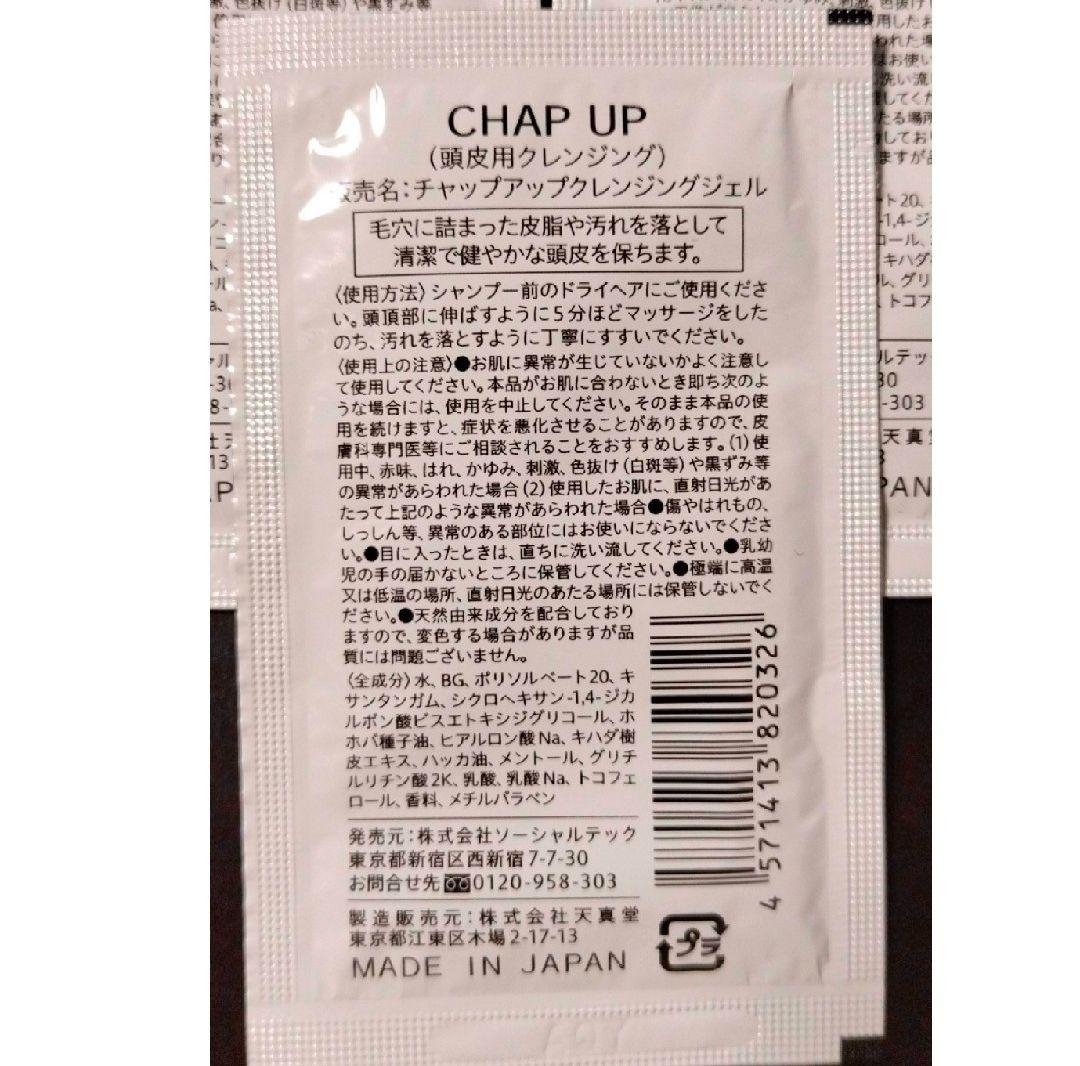 CHAP UP
(頭皮用クレンジング)
販売名:チャップアップクレンジングジェル
毛穴に詰まった皮脂や汚れを落として
清潔で健やかな頭皮を保ちます。
〈使用方法〉シャンプー前のドライヘアにご使用くださ
い。頭頂部に伸ばすように5分ほどマッサージをした
のち、汚れを落とすように丁寧にすすいでください。
〈使用上の注意〉●お肌に異常が生じていないかよく注意し
て使用してください。本品がお肌に合わないとき即ち次のよ
うな場合には、使用を中止してください。そのまま本品の使
用を続けますと、症状を悪化させることがありますので、皮
膚科専門医等にご相談されることをおすすめします。(1)使
用中、赤味、はれ、かゆみ、刺激、色抜け(白斑等)や黒ずみ等
の異常があらわれた場合(2)使用したお肌に、直射日光があ
たって上記のような異常があらわれた場合●傷やはれもの、
しっしん等、異常のある部位にはお使いにならないでくださ
い。●目に入ったときは、直ちに洗い流してください。●乳幼
児の手の届かないところに保管してください。●極端に高温
又は低温の場所、直射日光のあたる場所には保管しないでく
ださい。●天然由来成分を配合しており
ますので、変色する場合がありますが品
質には問題ございません。
〈全成分〉水、BG、ポリソルベート20、キ
サンタンガム、シクロヘキサン-1,4-ジカ
ルボン酸ビスエトキシジグリコール、ホ
ホバ種子油、ヒアルロン酸Na、キハダ樹
皮エキス、ハッカ油、メントール、グリチ
ルリチン酸2K、乳酸、乳酸Na、トコフェ
ロール、香料、メチルパラベン
発売元:株式会社ソーシャルテック
東京都新宿区西新宿7-7-30
お問合せ先 0120-958-303
製造販売元:株式会社天真堂
東京都江東区木場2-17-13
MADE IN JAPAN
4 571413 820326
プラ